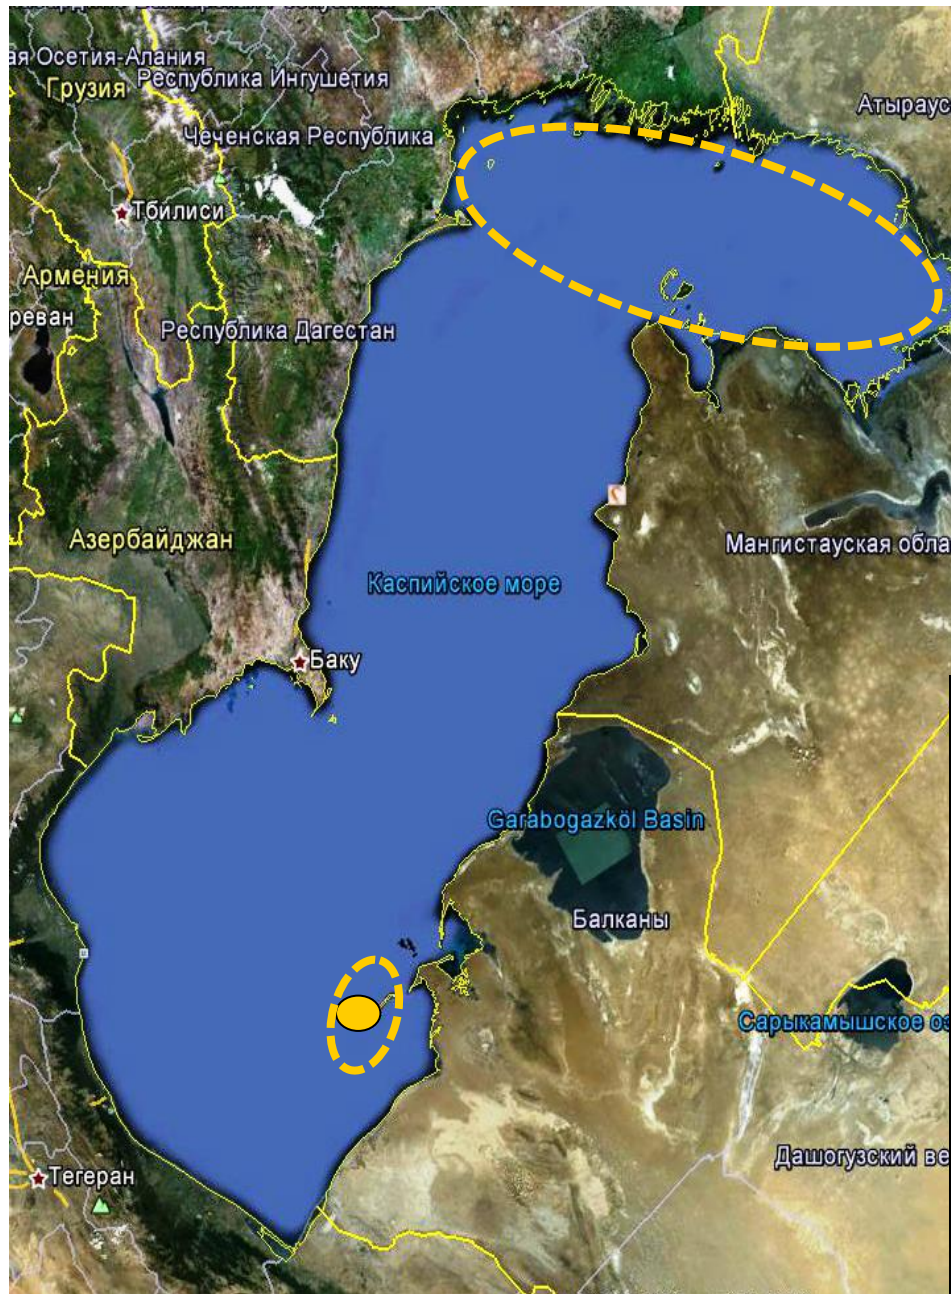 ая Осетия-Алания
Республика Ингушетия
Грузия
Чеченская Республика
Атыраус
Тбилиси
Армения
реван
Республика Дагестан
Азербайджан
Мангистауская обла
Каспийское море
Баку
Garabogazköl Basin
Балканы
Сарыкамышское оз
Дашогузский ве
Тегеран